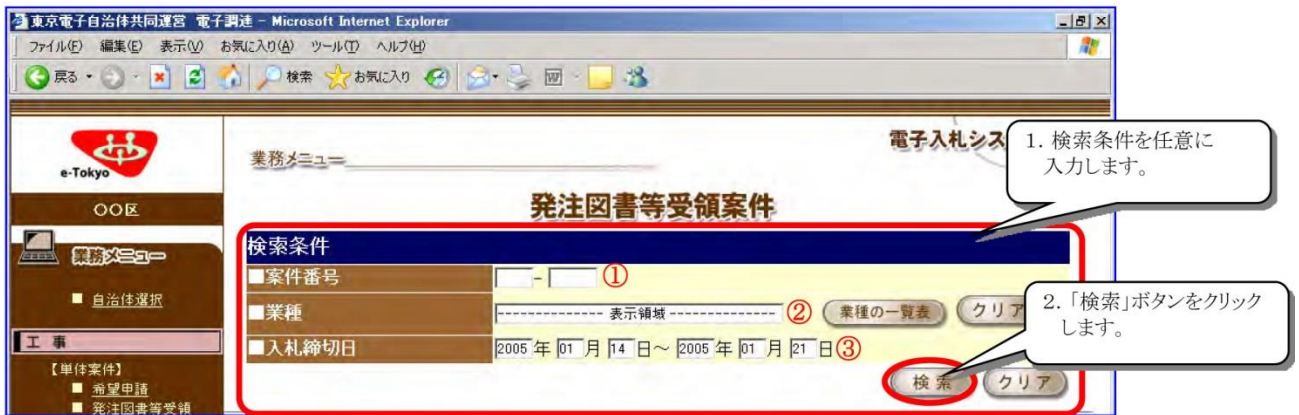 東京電子自治体共同運営 電子調達 - Microsoft Internet Explorer
ファイル(F) 編集(E) 表示(V) お気に入り(A) ツール(T) ヘルプ(H)
戻る 検索 お気に入り
e-Tokyo
業務メニュー
電子入札シス
1. 検索条件を任意に
入力します。
〇〇区
発注図書等受領案件
業務メニュー
検索条件
■案件番号 - ①
■ 自治体選択
■業種 -------------- 表示領域 -------------- ② 業種の一覧表 クリア
2. 「検索」ボタンをクリック
します。
工 事
■入札締切日 2005 年 01 月 14 日～ 2005 年 01 月 21 日③
【単体案件】
■ 希望申請
検 索 クリア
■ 発注図書等受領